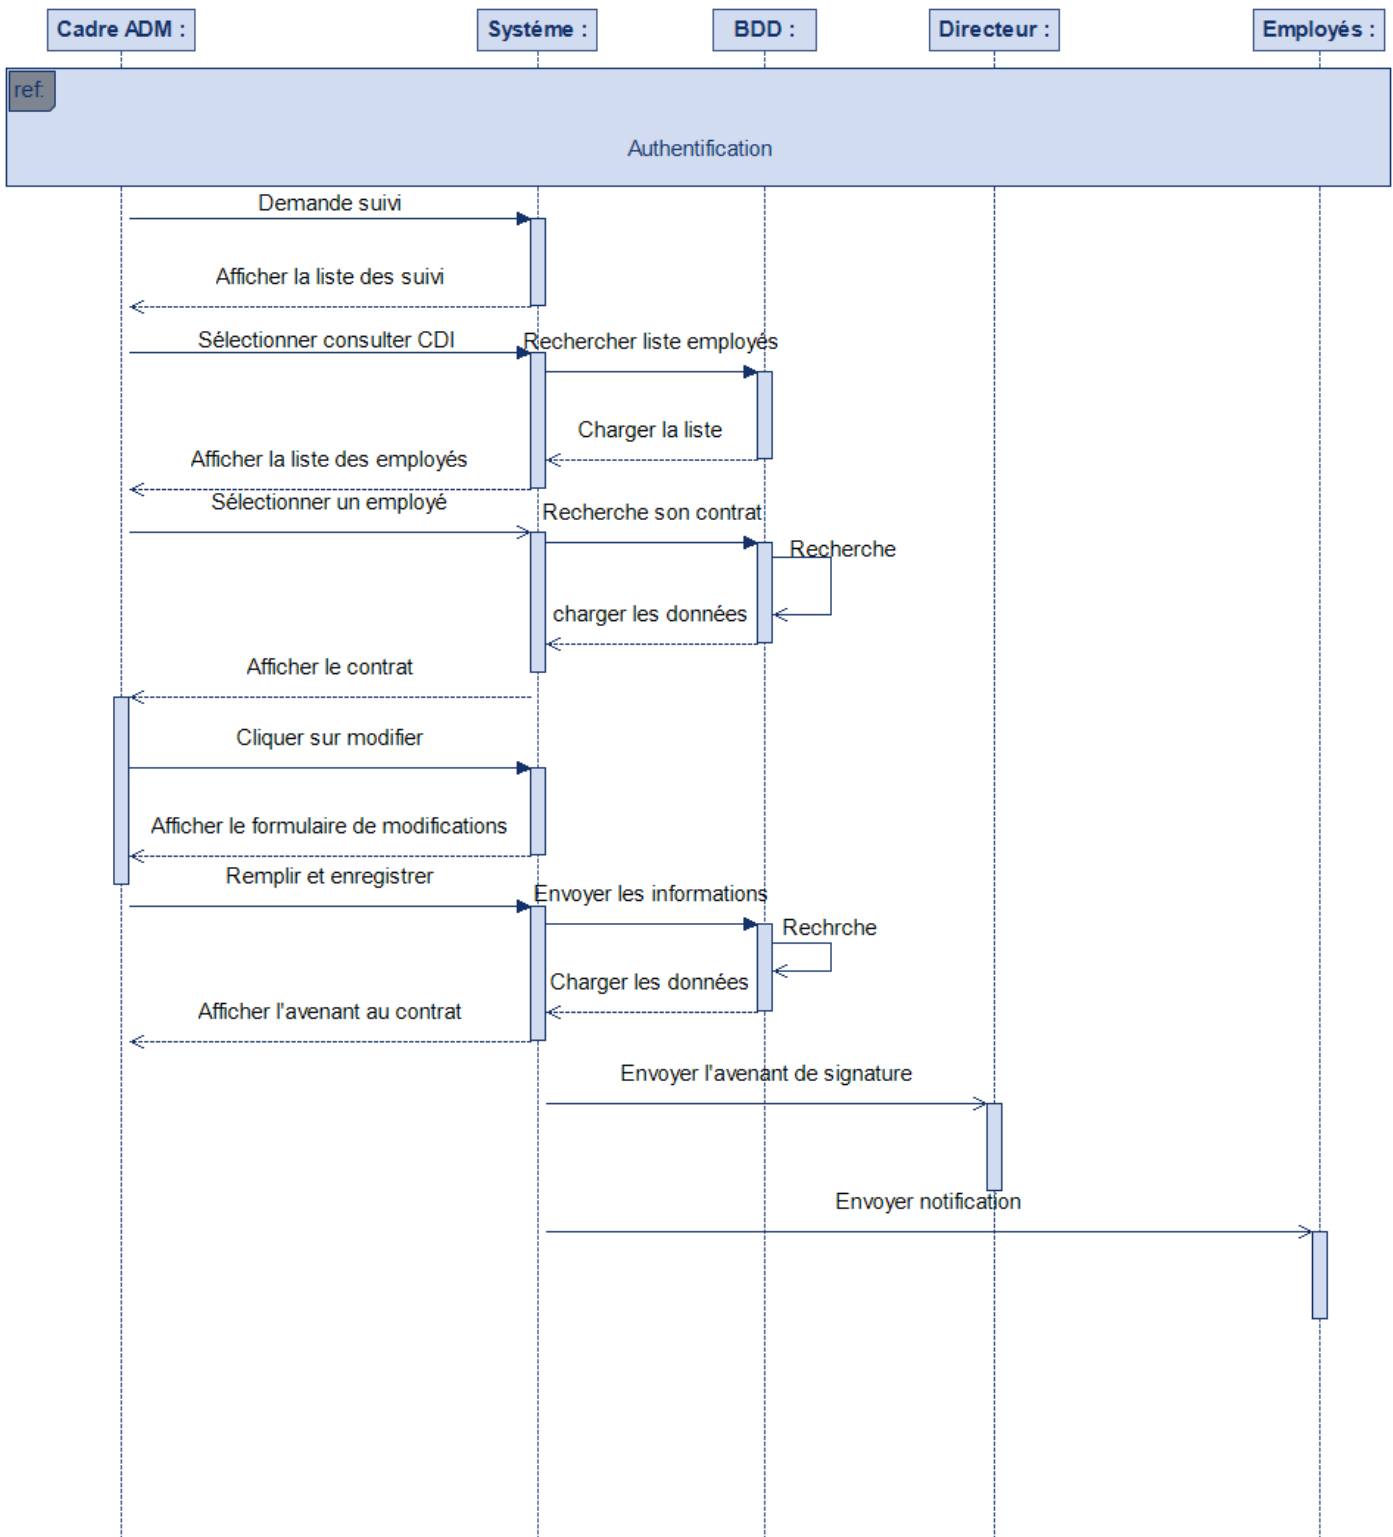 Cadre ADM :
Systéme :
BDD :
Directeur :
Employés :
ref:
Authentification
Demande suivi
Afficher la liste des suivi
Sélectionner consulter CDI
Rechercher liste employés
Charger la liste
Afficher la liste des employés
Sélectionner un employé
Recherche son contrat
Recherche
charger les données
Afficher le contrat
Cliquer sur modifier
Afficher le formulaire de modifications
Remplir et enregistrer
Envoyer les informations
Rechrche
Charger les données
Afficher l'avenant au contrat
Envoyer l'avenant de signature
Envoyer notification